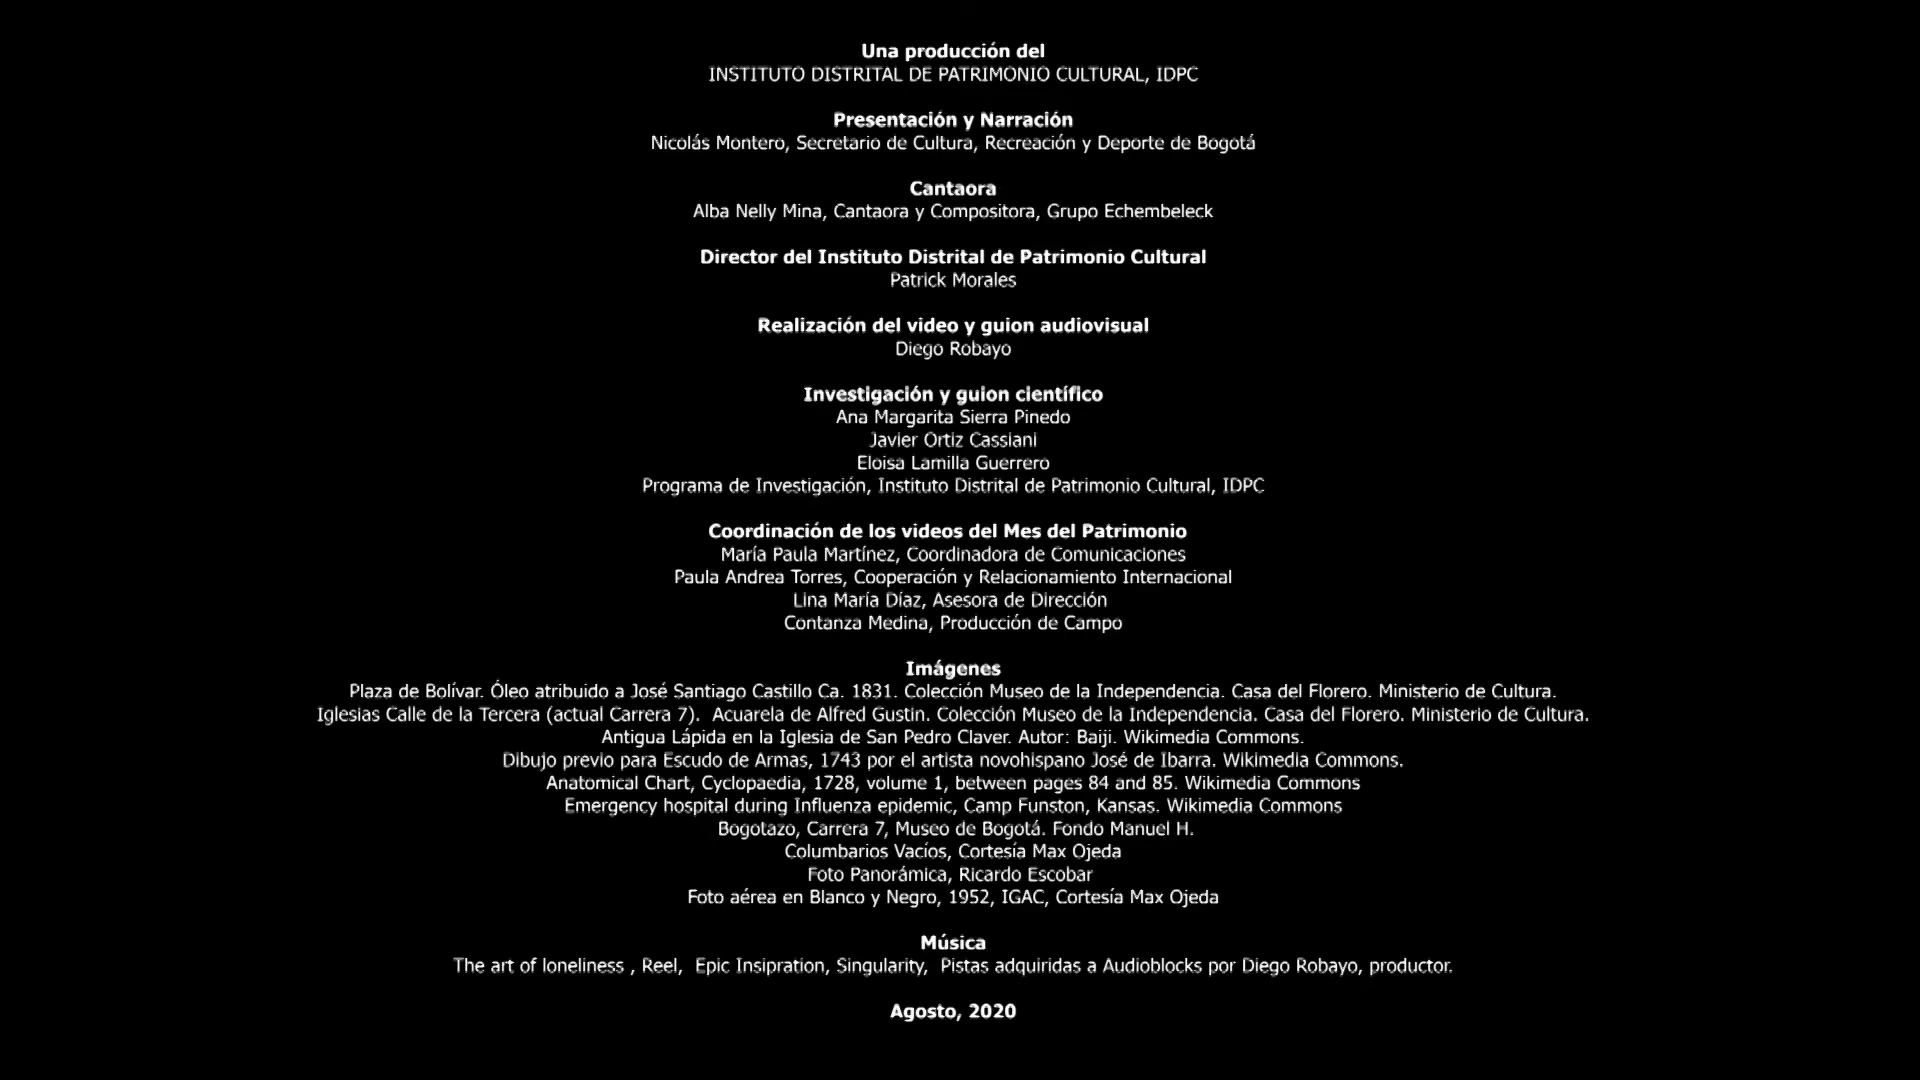 Una producción del
INSTITUTO DISTRITAL DE PATRIMONIO CULTURAL, IDPC
Presentación y Narración
Nicolás Montero, Secretario de Cultura, Recreación y Deporte de Bogotá
Cantaora
Alba Nelly Mina, Cantaora y Compositora, Grupo Echembeleck
Director del Instituto Distrital de Patrimonio Cultural
Patrick Morales
Realización del video y guion audiovisual
Diego Robayo
Investigación y guion científico
Ana Margarita Sierra Pinedo
Javier Ortiz Cassiani
Eloisa Lamilla Guerrero
Programa de Investigación, Instituto Distrital de Patrimonio Cultural, IDPC
Coordinación de los videos del Mes del Patrimonio
María Paula Martínez, Coordinadora de Comunicaciones
Paula Andrea Torres, Cooperación y Relacionamiento Internacional
Lina María Díaz, Asesora de Dirección
Contanza Medina, Producción de Campo
Imágenes
Plaza de Bolívar. Óleo atribuido a José Santiago Castillo Ca. 1831. Colección Museo de la Independencia. Casa del Florero. Ministerio de Cultura.
Iglesias Calle de la Tercera (actual Carrera 7).  Acuarela de Alfred Gustin. Colección Museo de la Independencia. Casa del Florero. Ministerio de Cultura.
Antigua Lápida en la Iglesia de San Pedro Claver. Autor: Baiji. Wikimedia Commons.
Dibujo previo para Escudo de Armas, 1743 por el artista novohispano José de Ibarra. Wikimedia Commons.
Anatomical Chart, Cyclopaedia, 1728, volume 1, between pages 84 and 85. Wikimedia Commons
Emergency hospital during Influenza epidemic, Camp Funston, Kansas. Wikimedia Commons
Bogotazo, Carrera 7, Museo de Bogotá. Fondo Manuel H.
Columbarios Vacíos, Cortesía Max Ojeda
Foto Panorámica, Ricardo Escobar
Foto aérea en Blanco y Negro, 1952, IGAC, Cortesía Max Ojeda
Música
The art of loneliness , Reel,  Epic Insipration, Singularity,  Pistas adquiridas a Audioblocks por Diego Robayo, productor.
Agosto, 2020